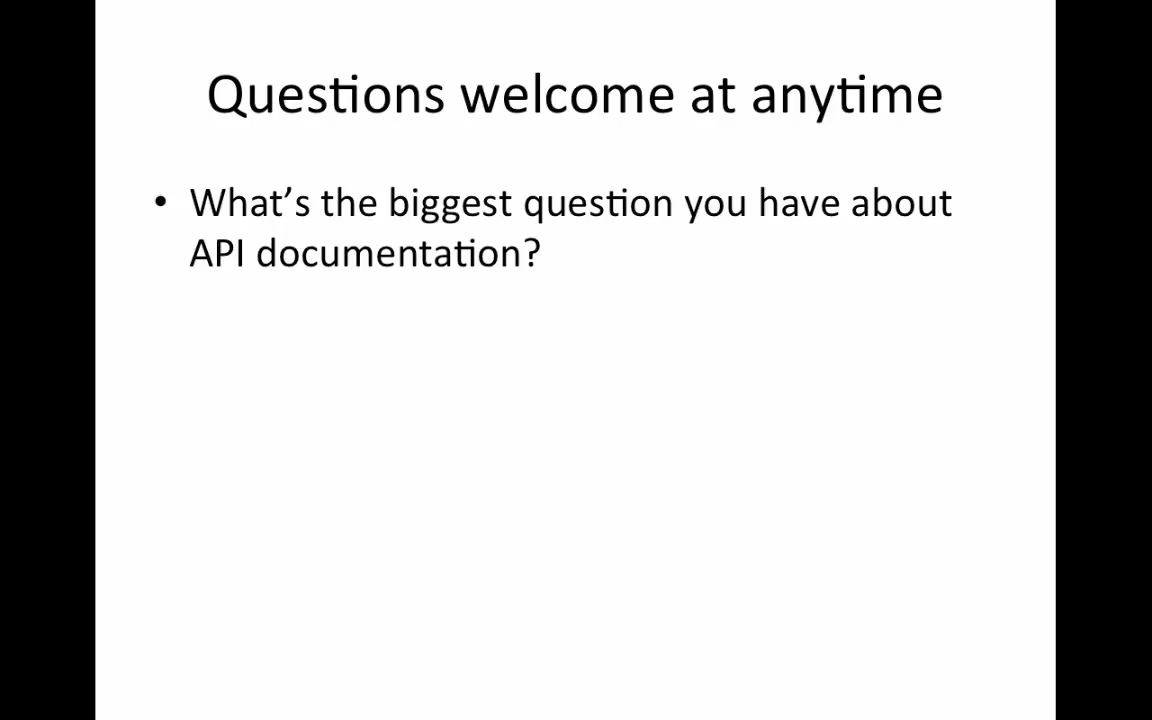 Questions welcome at anytime
• What’s the biggest question you have about
API documentation?